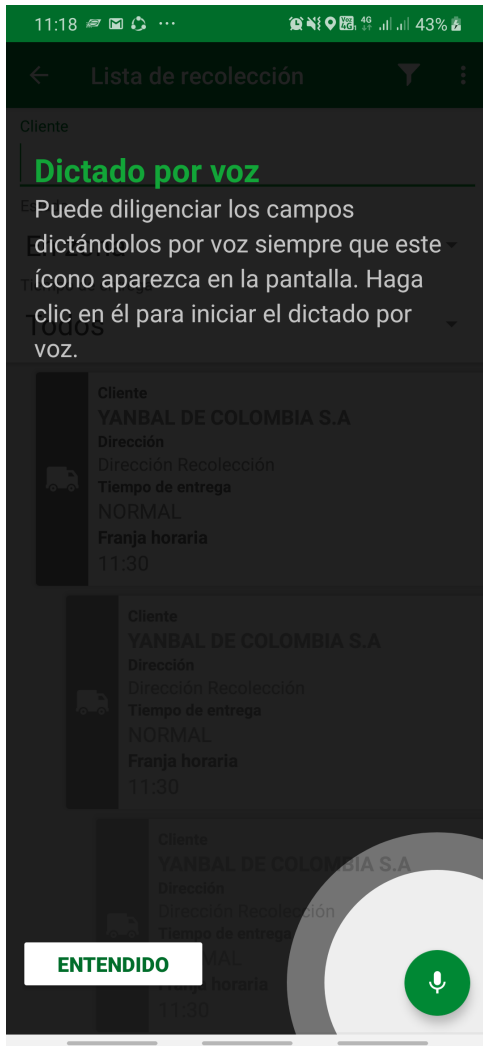 11:18
43%
Lista de recolección
Cliente
Dictado por voz
Puede diligenciar los campos
dictándolos por voz siempre que este
ícono aparezca en la pantalla. Haga
clic en él para iniciar el dictado por
voz.
En zona
Todos
Cliente
YANBAL DE COLOMBIA S.A
Dirección
Dirección Recolección
Tiempo de entrega
NORMAL
Franja horaria
11:30
Cliente
YANBAL DE COLOMBIA S.A
Dirección
Dirección Recolección
Tiempo de entrega
NORMAL
Franja horaria
11:30
Cliente
YANBAL DE COLOMBIA S.A
Dirección
Dirección Recolección
Tiempo de entrega
horaria
11:30
ENTENDIDO